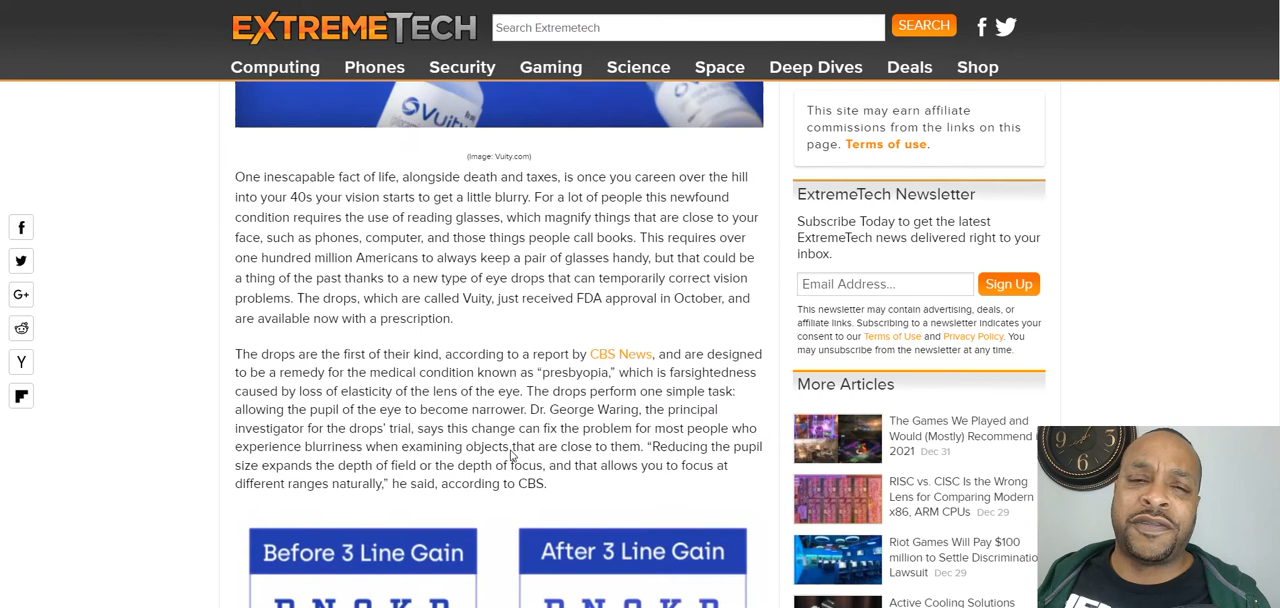 EXTREMETECH
Search Extremetech
SEARCH
Computing Phones Security Gaming Science Space Deep Dives Deals Shop
Vuity
(Image: Vuity.com)
One inescapable fact of life, alongside death and taxes, is once you careen over the hill
into your 40s your vision starts to get a little blurry. For a lot of people this newfound
condition requires the use of reading glasses, which magnify things that are close to your
face, such as phones, computer, and those things people call books. This requires over
one hundred million Americans to always keep a pair of glasses handy, but that could be
a thing of the past thanks to a new type of eye drops that can temporarily correct vision
problems. The drops, which are called Vuity, just received FDA approval in October, and
are available now with a prescription.
The drops are the first of their kind, according to a report by CBS News, and are designed
to be a remedy for the medical condition known as “presbyopia,” which is farsightedness
caused by loss of elasticity of the lens of the eye. The drops perform one simple task:
allowing the pupil of the eye to become narrower. Dr. George Waring, the principal
investigator for the drops’ trial, says this change can fix the problem for most people who
experience blurriness when examining objects that are close to them. “Reducing the pupil
size expands the depth of field or the depth of focus, and that allows you to focus at
different ranges naturally,” he said, according to CBS.
Before 3 Line Gain
After 3 Line Gain
This site may earn affiliate
commissions from the links on this
page. Terms of use.
ExtremeTech Newsletter
Subscribe Today to get the latest
ExtremeTech news delivered right to your
inbox.
Email Address...
Sign Up
This newsletter may contain advertising, deals, or
affiliate links. Subscribing to a newsletter indicates your
consent to our Terms of Use and Privacy Policy. You
may unsubscribe from the newsletter at any time.
More Articles
The Games We Played and
Would (Mostly) Recommend
2021 Dec 31
RISC vs. CISC Is the Wrong
Lens for Comparing Modern
x86, ARM CPUs Dec 29
Riot Games Will Pay $100
million to Settle Discriminatio
Lawsuit Dec 29
Active Cooling Solutions